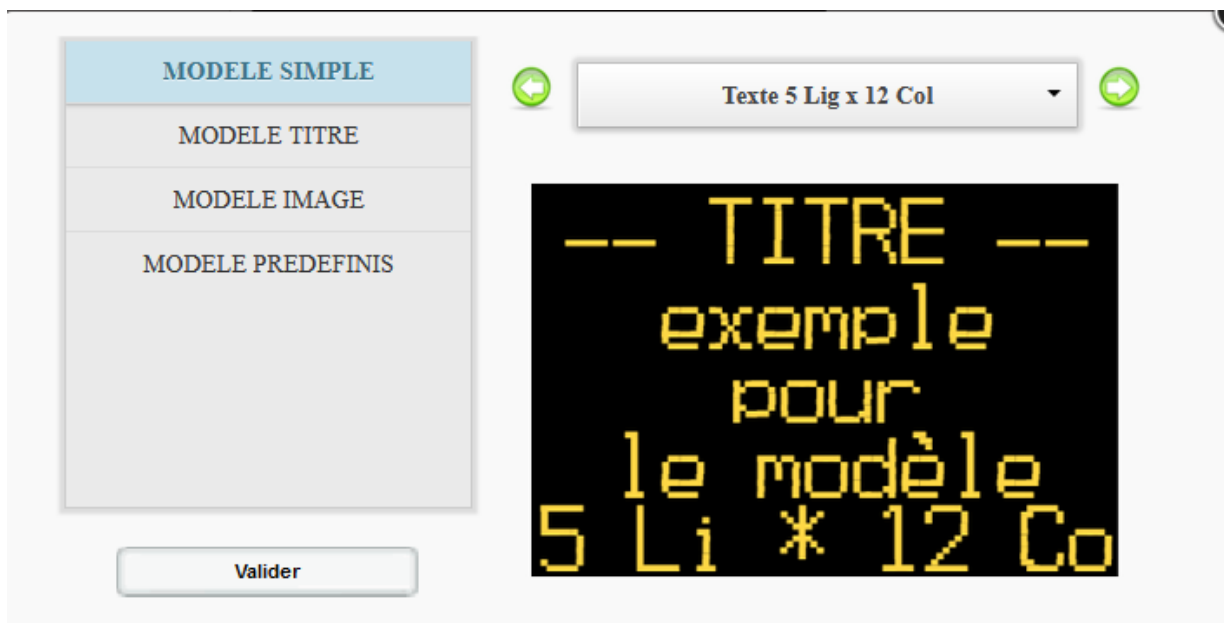 MODELE SIMPLE
MODELE TITRE
MODELE IMAGE
MODELE PREDEFINIS
Valider
Texte 5 Lig x 12 Col
-- TITRE --
exemple
pour
le modèle
5 Li * 12 Co